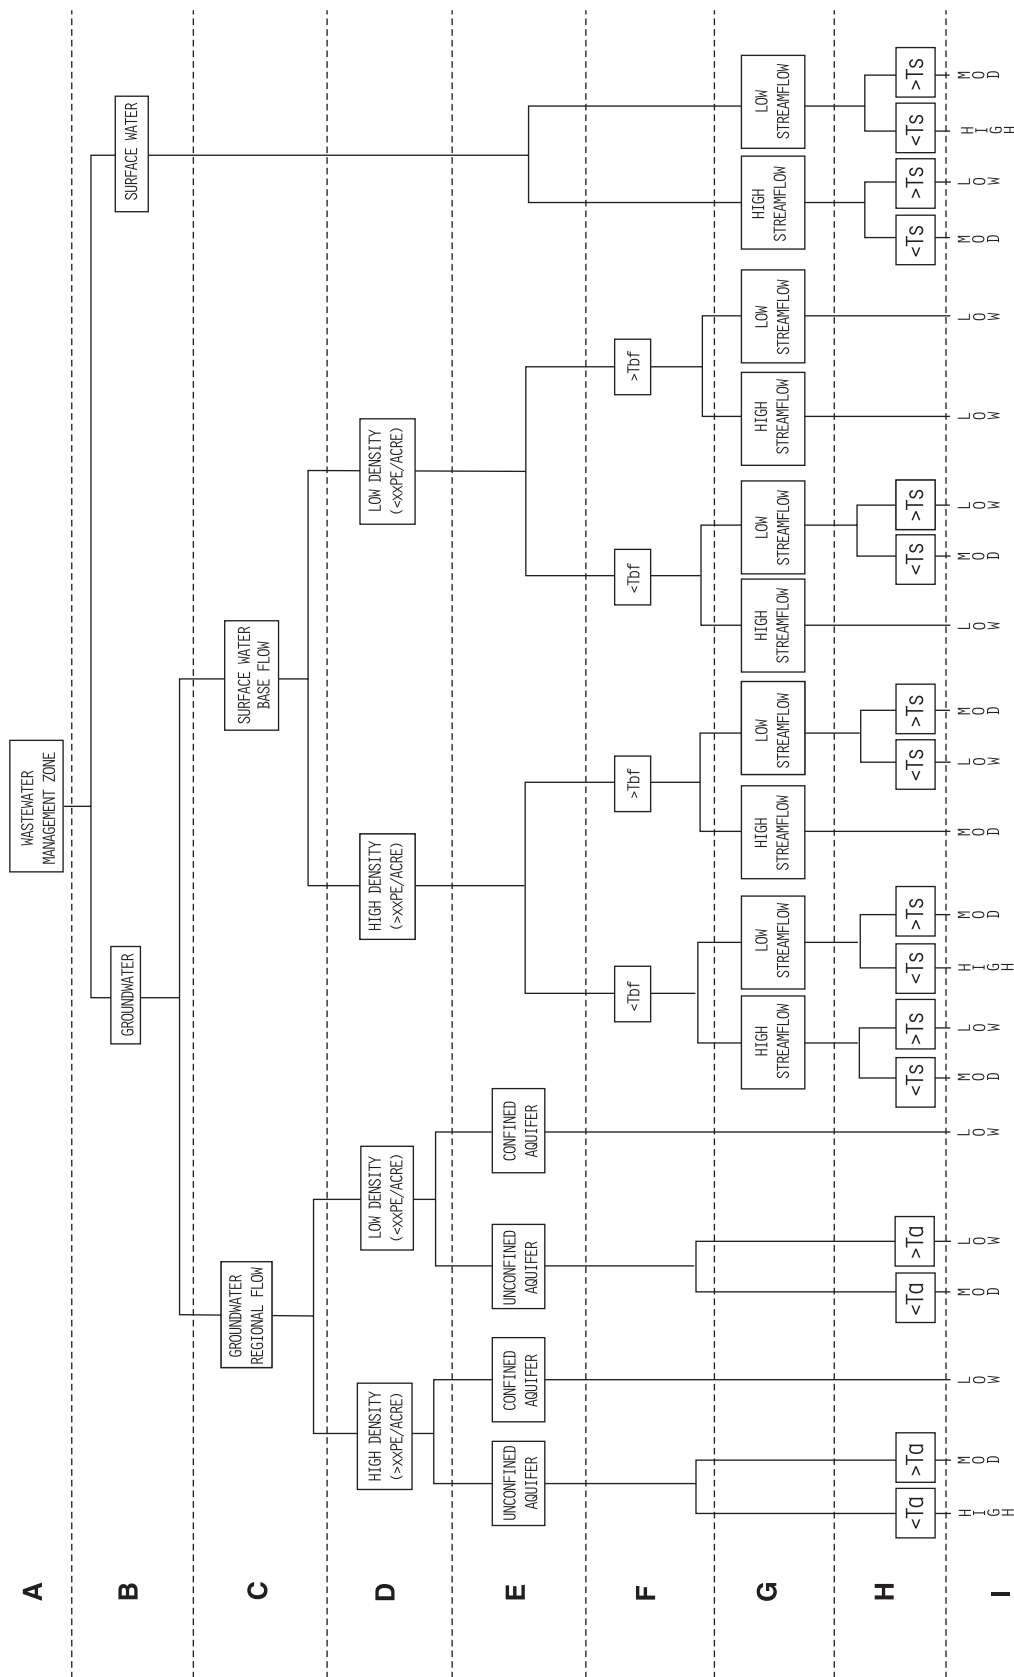 A
WASTEWATER
MANAGEMENT ZONE
B
GROUNDWATER
SURFACE WATER
C
GROUNDWATER
REGIONAL FLOW
SURFACE WATER
BASE FLOW
D
HIGH DENSITY
(>xxPE/ACRE)
LOW DENSITY
(<xxPE/ACRE)
HIGH DENSITY
(>xxPE/ACRE)
LOW DENSITY
(<xxPE/ACRE)
E
UNCONFINED
AQUIFER
CONFINED
AQUIFER
UNCONFINED
AQUIFER
CONFINED
AQUIFER
F
<Tbf
>Tbf
<Tbf
>Tbf
G
HIGH
STREAMFLOW
LOW
STREAMFLOW
HIGH
STREAMFLOW
LOW
STREAMFLOW
HIGH
STREAMFLOW
LOW
STREAMFLOW
HIGH
STREAMFLOW
LOW
STREAMFLOW
HIGH
STREAMFLOW
LOW
STREAMFLOW
H
<Ta
>Ta
<Ta
>Ta
<Ts
>Ts
<Ts
>Ts
<Ts
>Ts
<Ts
>Ts
<Ts
>Ts
<Ts
>Ts
I
HIGH
MOD
LOW
MOD
LOW
LOW
MOD
LOW
HIGH
MOD
MOD
LOW
MOD
LOW
MOD
LOW
LOW
LOW
MOD
LOW
HIGH
MOD